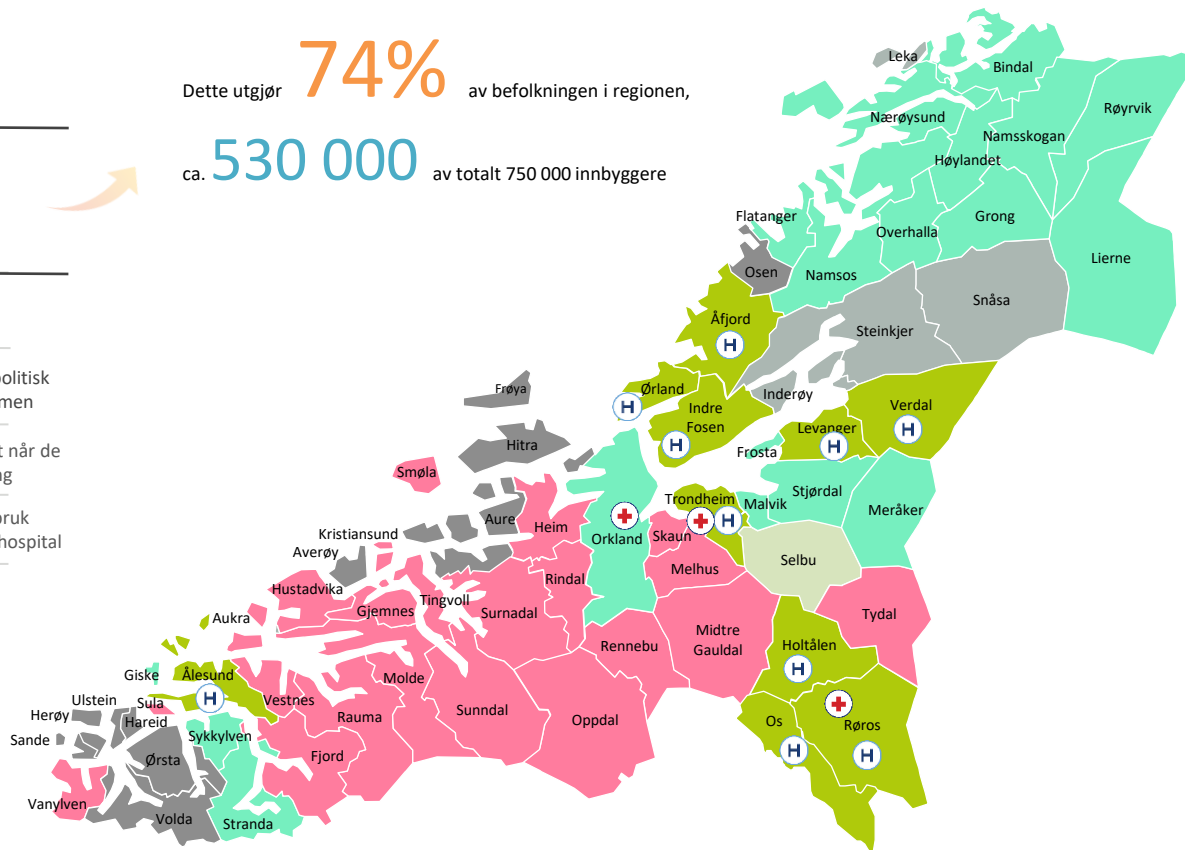 Dette utgjør 74% av befolkningen i regionen,
ca. 530 000 av totalt 750 000 innbyggere
olitisk
men
t når de
g
bruk
hospital
Leka
Bindal
Røyrvik
Nærøysund
Namsskogan
Høylandet
Flatanger
Grong
Overhalla
Lierne
Osen
Namsos
Snåsa
Åfjord
Steinkjer
H
Frøya
Ørland
Inderøy
H
Indre
Fosen
Verdal
Levanger
H
Hitra
H
H
Frosta
Smøla
Stjørdal
Trondheim
Malvik
Meråker
Aure
H
Kristiansund
Heim
Orkland
Skaun
Averøy
Selbu
Melhus
Rindal
Hustadvika
Tingvoll
Gjemnes
Surnadal
Tydal
Aukra
Midtre
Gauldal
Rennebu
Holtålen
H
Giske
Ålesund
Molde
Ulstein
Sula
H
Vestnes
Herøy
Hareid
Rauma
Sunndal
Oppdal
Os
Røros
Sande
Sykkylven
H
H
Ørsta
Fjord
Vanylven
Volda
Stranda